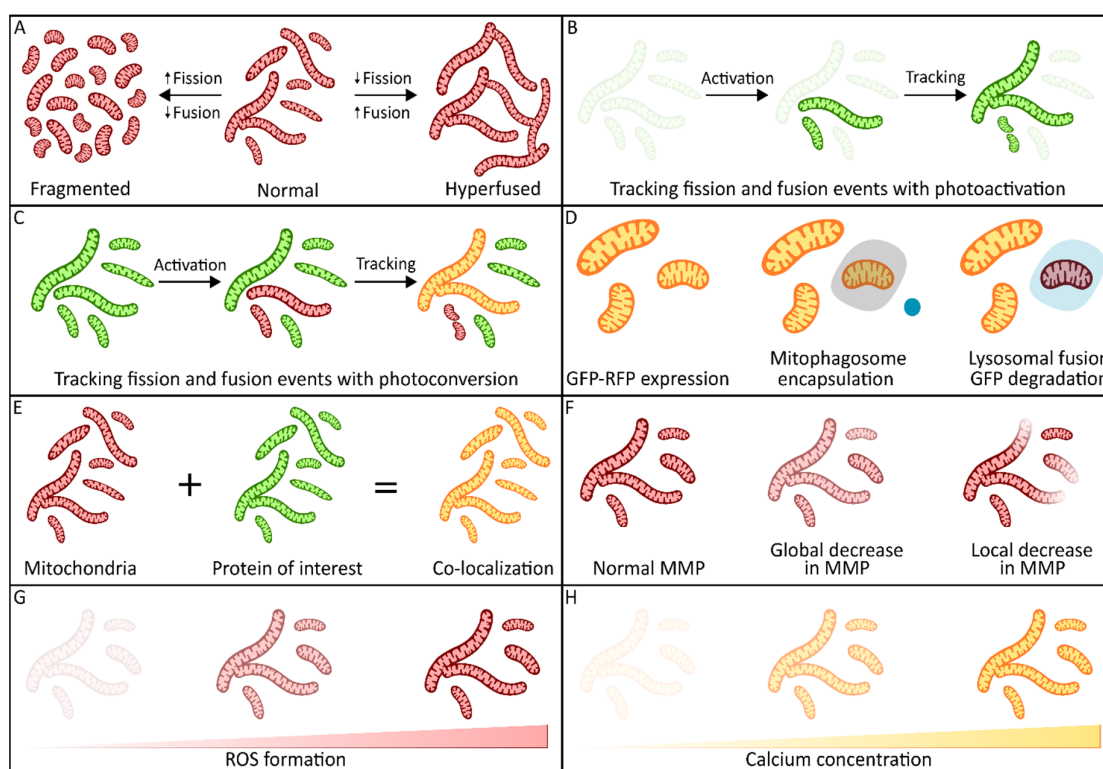 A
↑Fission
↓Fusion
↓Fission
↑Fusion
Fragmented
Normal
Hyperfused
B
Activation
Tracking
Tracking fission and fusion events with photoactivation
C
Activation
Tracking
Tracking fission and fusion events with photoconversion
D
GFP-RFP expression
Mitophagosome
encapsulation
Lysosomal fusion
GFP degradation
E
+
=
Mitochondria
Protein of interest
Co-localization
F
Normal MMP
Global decrease
in MMP
Local decrease
in MMP
G
ROS formation
H
Calcium concentration